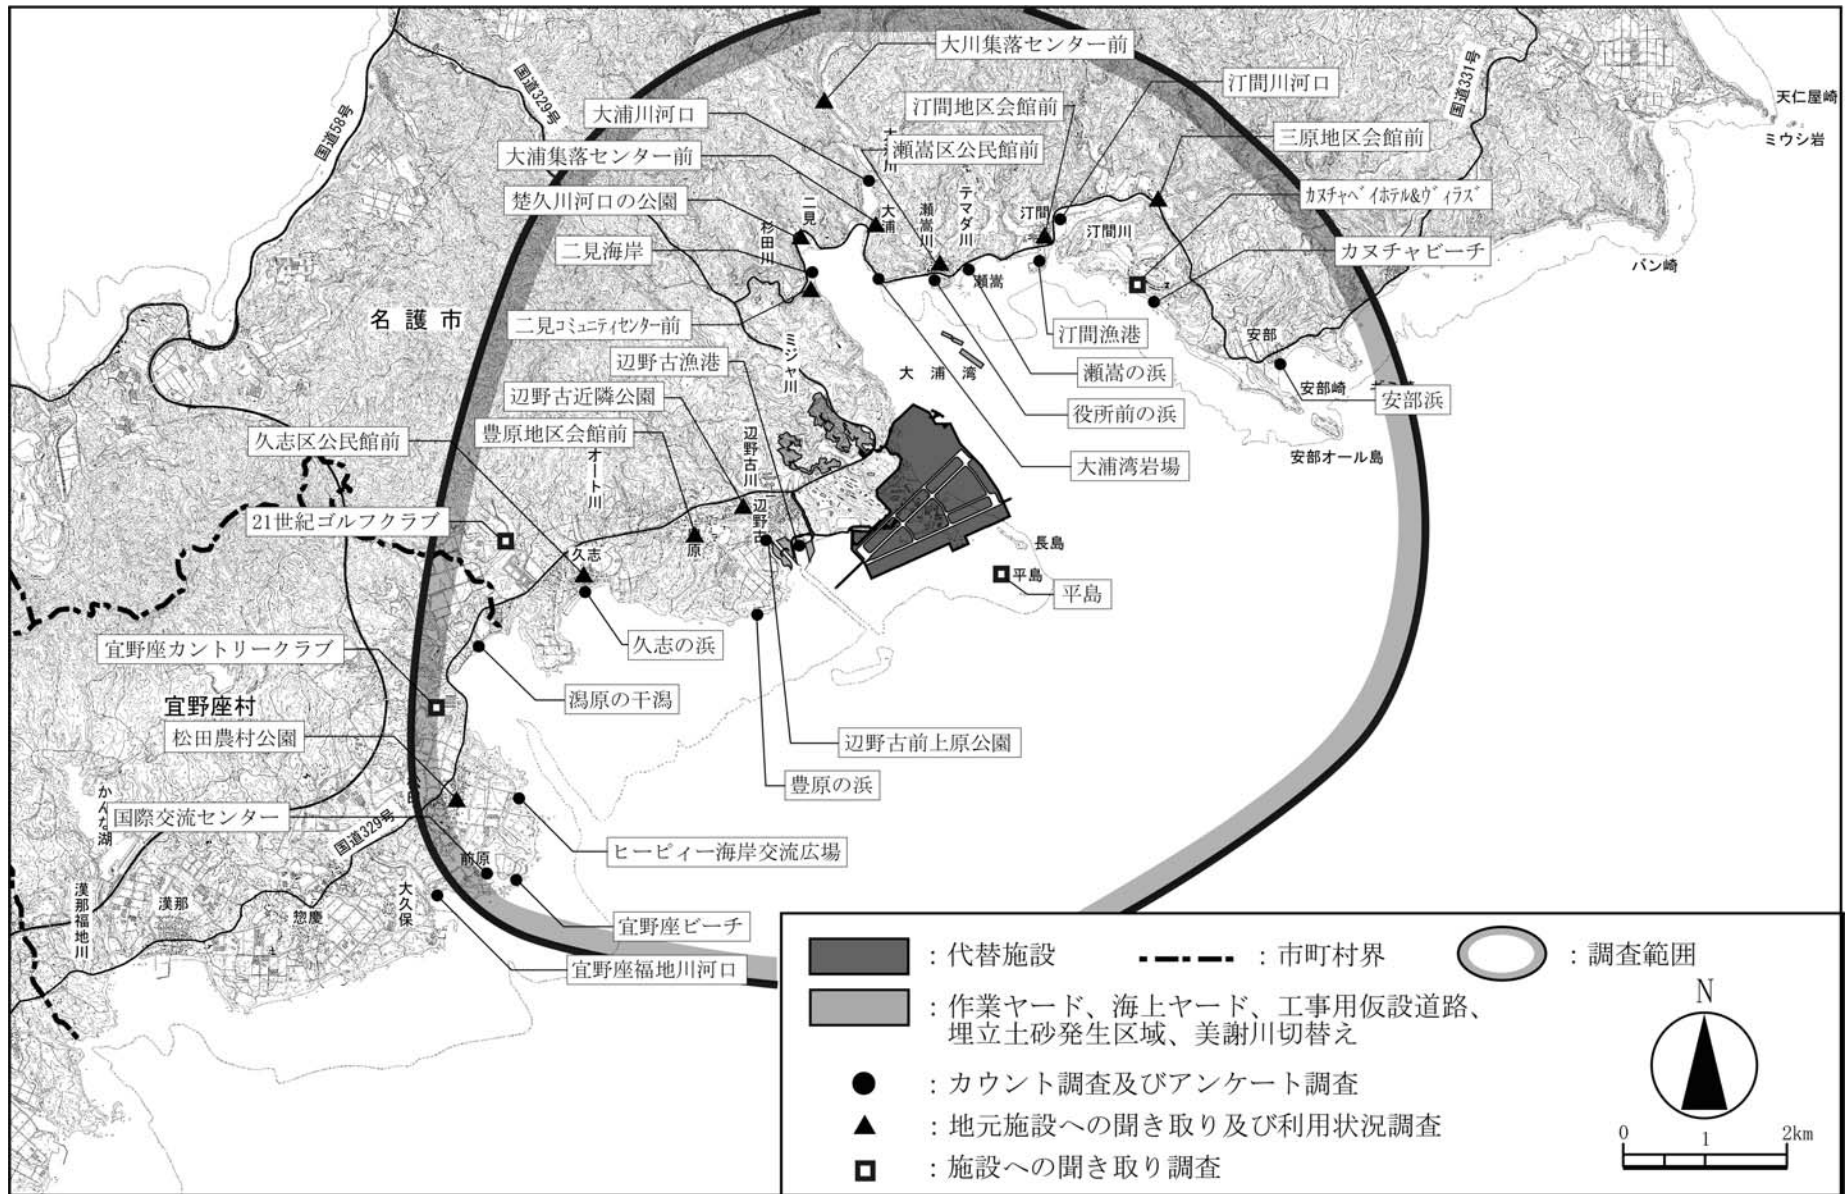 大川集落センター前
国道331号
国道329号
汀間川河口
大浦川河口
汀間地区会館前
天仁屋崎
国道58号
三原地区会館前
ミウシ岩
大浦集落センター前
瀬嵩区公民館前
カヌチャベイホテル&ヴィラズ
楚久川河口の公園
二見
大浦
瀬嵩川
テマダ川
汀間
汀間川
杉田川
二見海岸
カヌチャビーチ
バン崎
瀬嵩
名護市
二見コミュニティセンター前
汀間漁港
安部
ミジャ川
辺野古漁港
大浦湾
瀬嵩の浜
安部崎
安部浜
辺野古近隣公園
役所前の浜
久志区公民館前
豊原地区会館前
辺野古川
オート川
安部オール島
大浦湾岩場
21世紀ゴルフクラブ
辺野古
原
久志
長島
平島
平島
宜野座カントリークラブ
久志の浜
潟原の干潟
宜野座村
松田農村公園
辺野古前上原公園
豊原の浜
かんな湖
国際交流センター
国道329号
前原
ヒーピィー海岸交流広場
漢那福地川
漢那
惣慶
大久保
宜野座ビーチ
宜野座福地川河口
：代替施設
：市町村界
：調査範囲
：作業ヤード、海上ヤード、工事用仮設道路、
埋立土砂発生区域、美謝川切替え
：カウント調査及びアンケート調査
：地元施設への聞き取り及び利用状況調査
：施設への聞き取り調査
N
0 1 2km